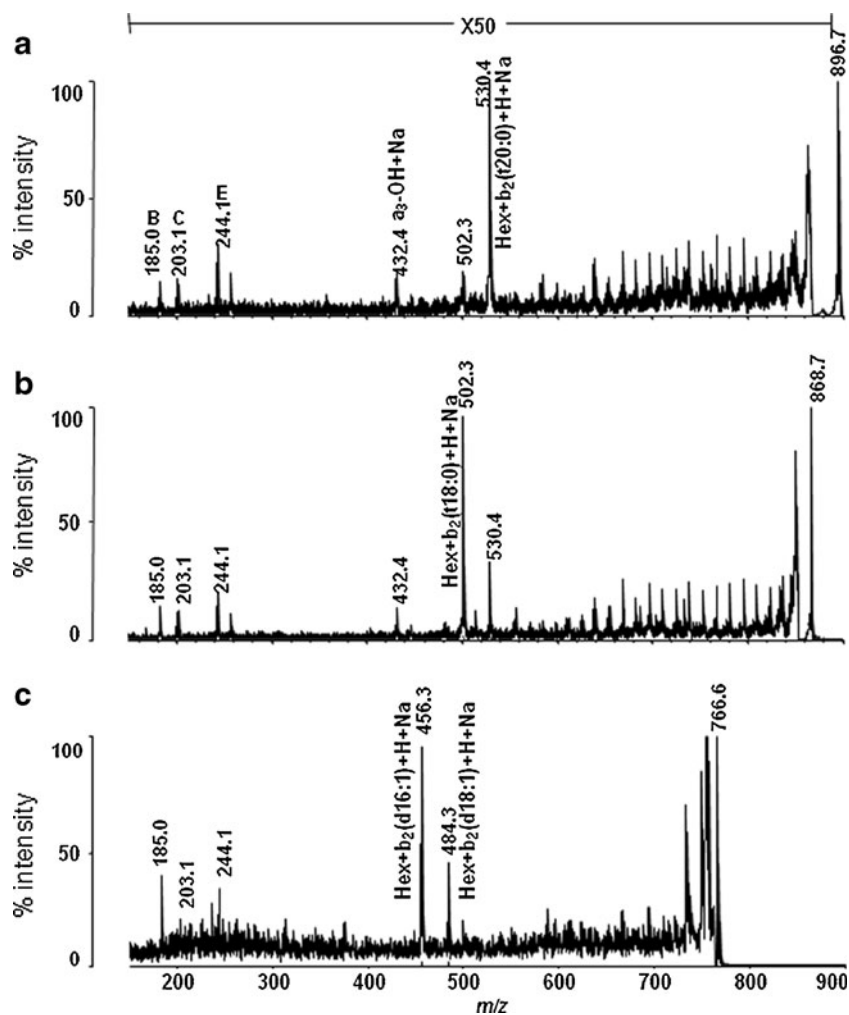 X50
a
896.7
530.4
Hex+b2(t20:0)+H+Na
100
50
0
% intensity
B
185.0
C
203.1
E
244.1
432.4 a3-OH+Na
502.3
b
868.7
502.3
Hex+b2(t18:0)+H+Na
100
50
0
% intensity
185.0
203.1
244.1
432.4
530.4
c
766.6
Hex+b2(d16:1)+H+Na
456.3
484.3
Hex+b2(d18:1)+H+Na
100
50
0
% intensity
185.0
203.1
244.1
200 300 400 500 600 700 800 900
m/z